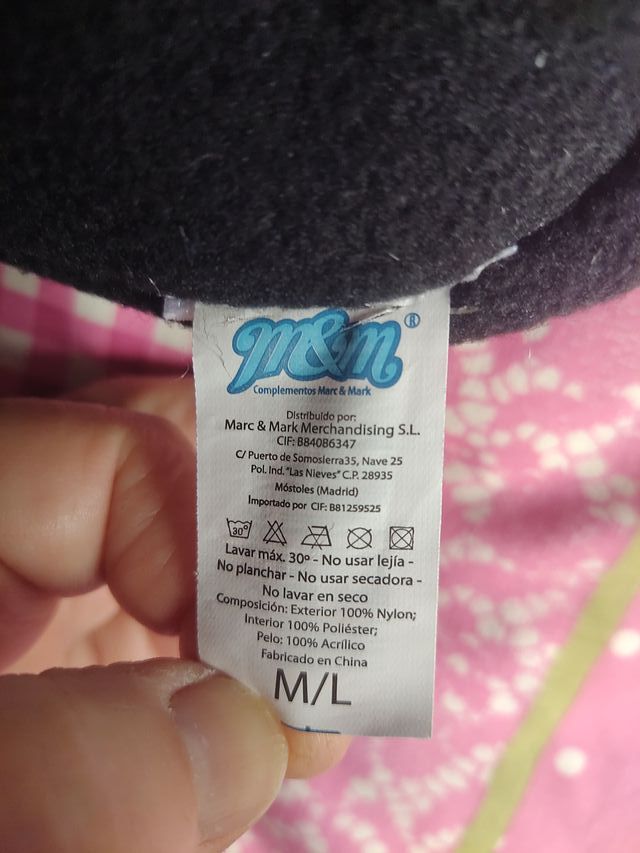 m&m®
Complementos Marc & Mark
Distribuido por:
Marc & Mark Merchandising S.L.
CIF: B84086347
C/ Puerto de Somosierra35, Nave 25
Pol. Ind. "Las Nieves" C.P. 28935
Móstoles (Madrid)
Importado por CIF: B81259525
30º
Lavar máx. 30º - No usar lejía -
No planchar - No usar secadora -
No lavar en seco
Composición: Exterior 100% Nylon;
Interior 100% Poliéster;
Pelo: 100% Acrílico
Fabricado en China
M/L